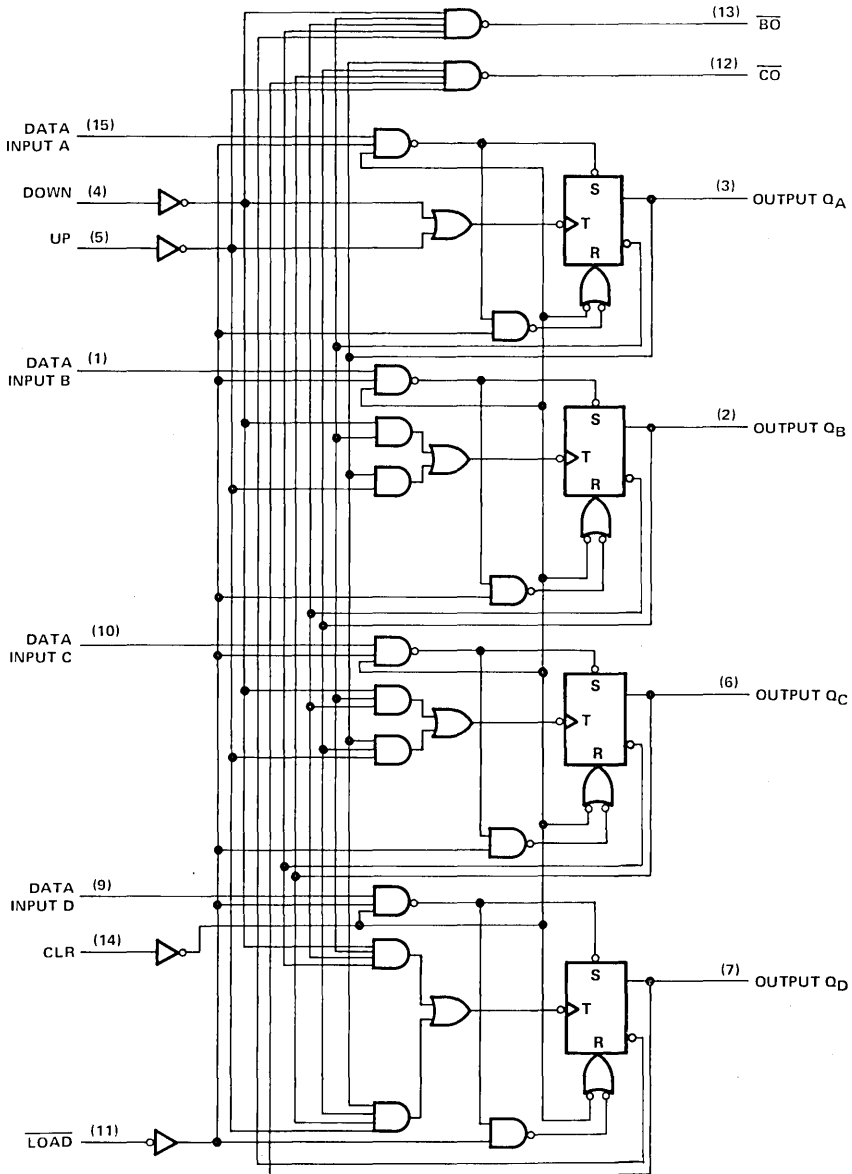 (13) BO
(12) CO
DATA (15)
INPUT A
DOWN (4)
S
(3) OUTPUT QA
UP (5)
T
R
DATA (1)
INPUT B
S
(2) OUTPUT QB
T
R
DATA (10)
INPUT C
S
(6) OUTPUT QC
T
R
DATA (9)
INPUT D
CLR (14)
S
(7) OUTPUT QD
T
R
LOAD (11)